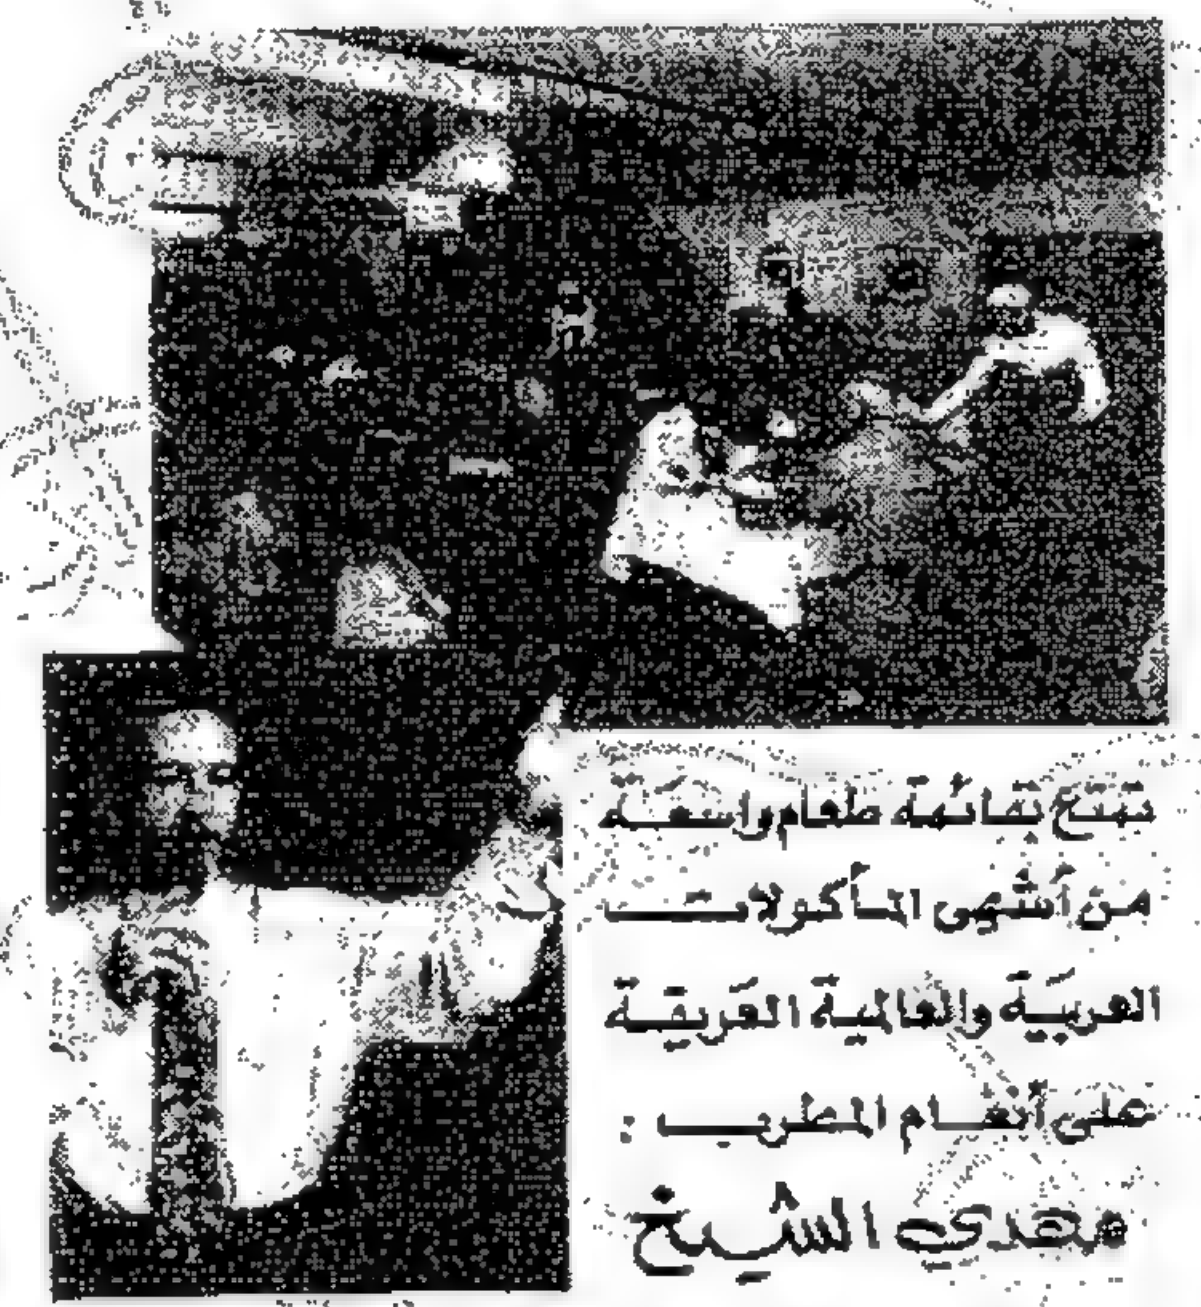 تمتع بقائمة طعام واسعة
من أشهى المأكولات
العربية والعالمية العريقة
على أنغام المطرب :
مهدي الشيخ